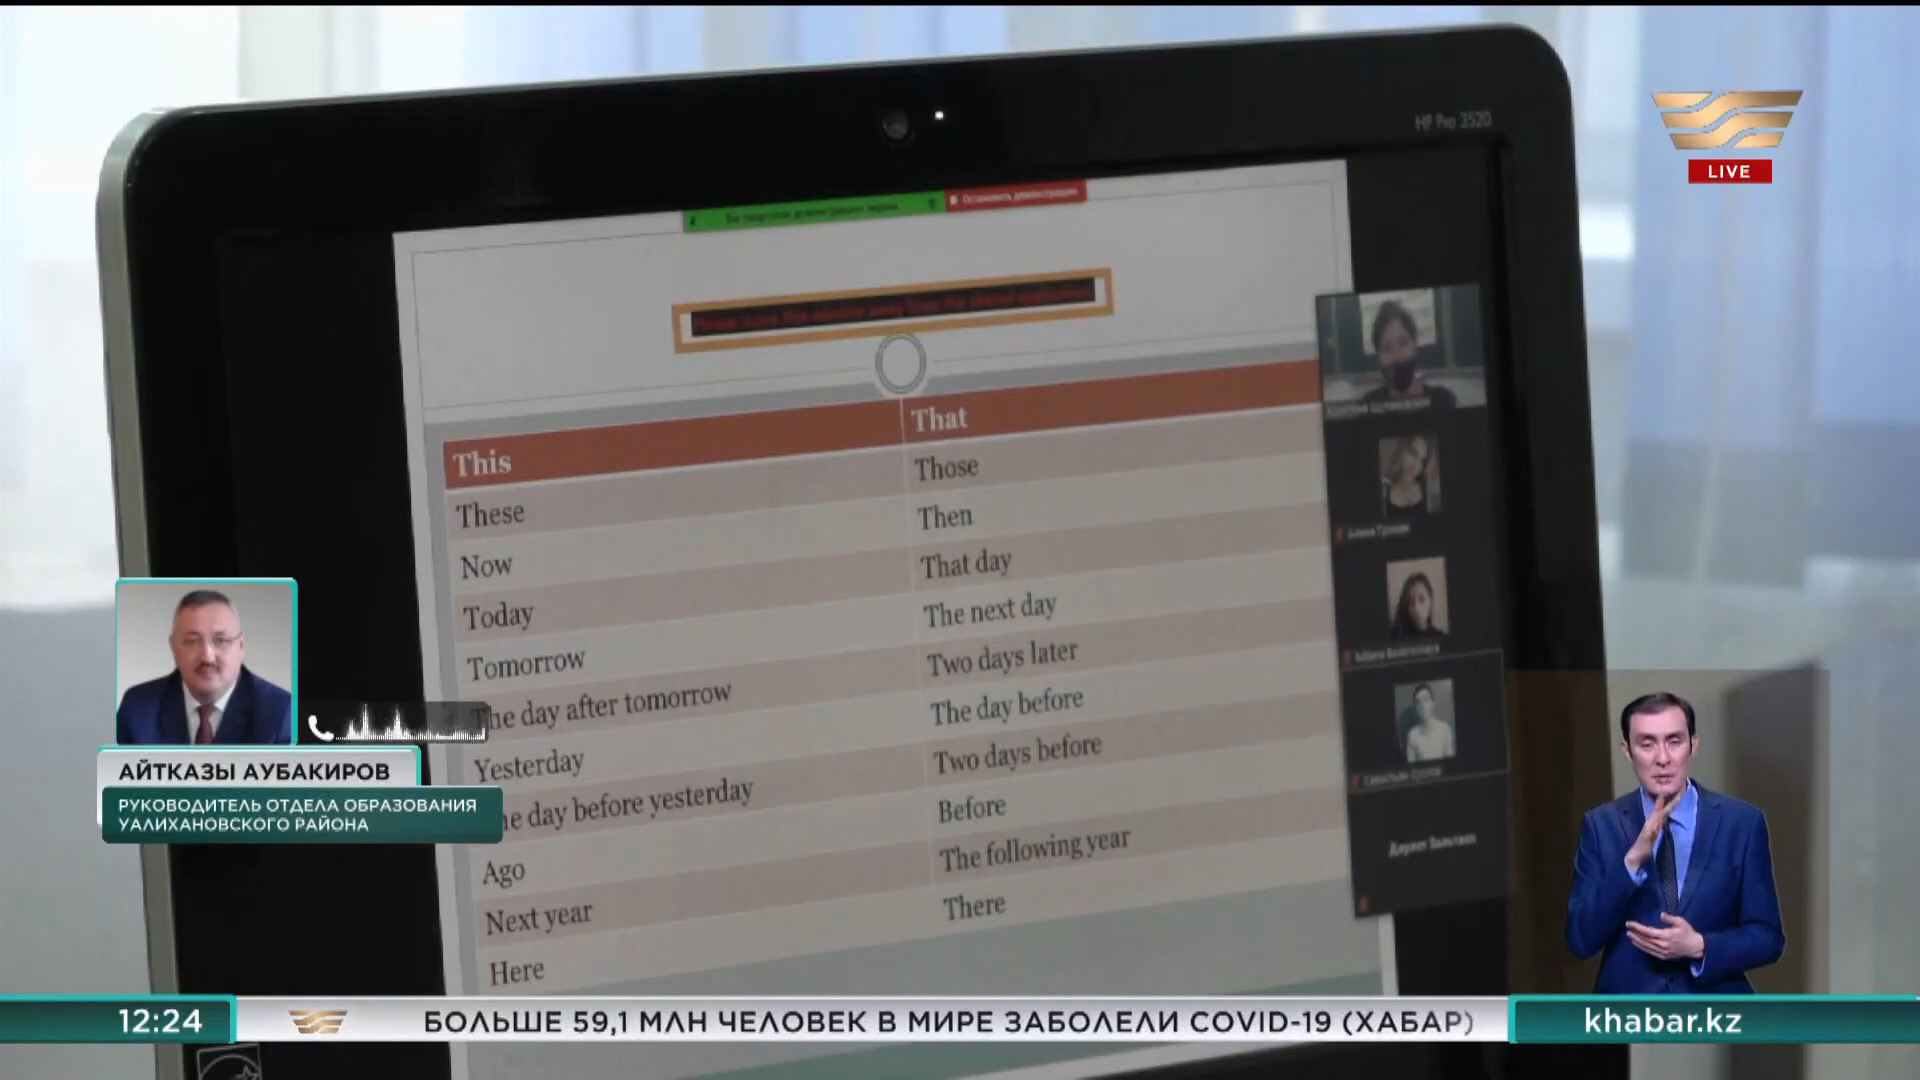 HP Pro 3520
LIVE
Остановить демонстрацию
This
That
These
Those
Now
Then
Today
That day
Tomorrow
The next day
The day after tomorrow
Two days later
Yesterday
The day before
The day before yesterday
Two days before
Ago
Before
Next year
The following year
Here
There
АЙТКАЗЫ АУБАКИРОВ
РУКОВОДИТЕЛЬ ОТДЕЛА ОБРАЗОВАНИЯ
УАЛИХАНОВСКОГО РАЙОНА
12:24
БОЛЬШЕ 59,1 МЛН ЧЕЛОВЕК В МИРЕ ЗАБОЛЕЛИ COVID-19 (ХАБАР)
khabar.kz